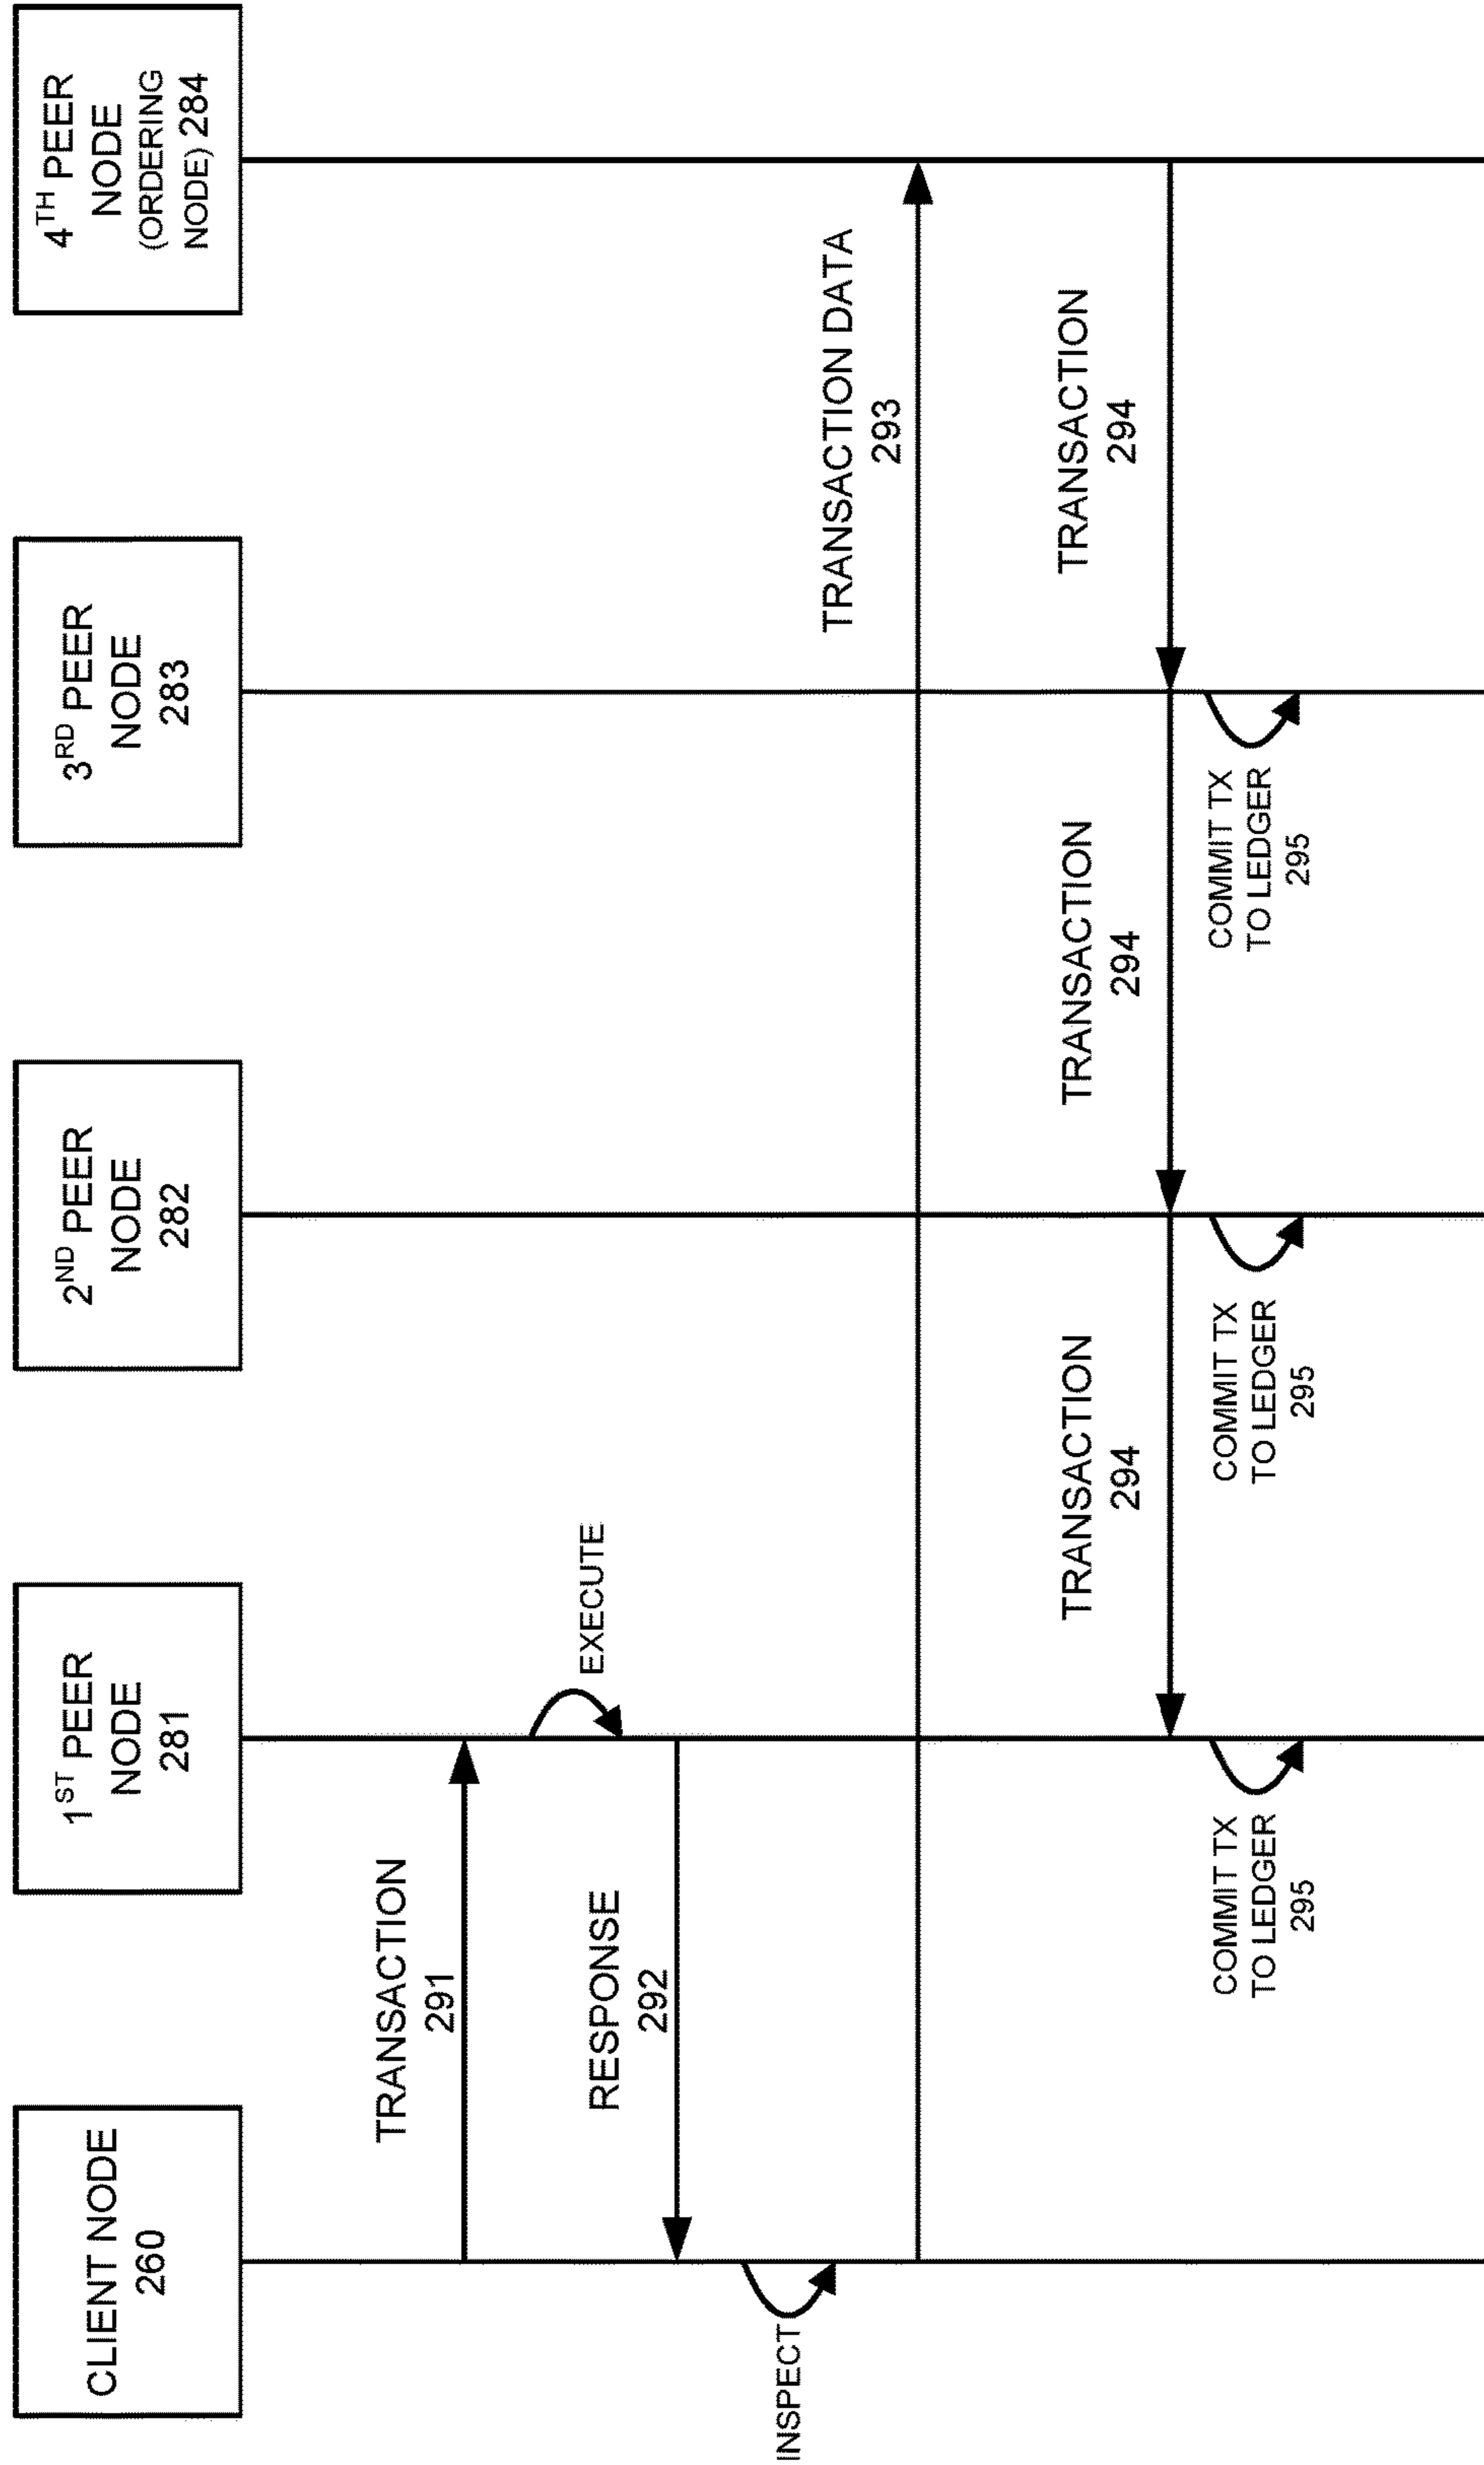 CLIENT NODE
260
1ST PEER
NODE
281
2ND PEER
NODE
282
3RD PEER
NODE
283
4TH PEER
NODE
(ORDERING
NODE) 284
TRANSACTION
291
EXECUTE
RESPONSE
292
INSPECT
TRANSACTION DATA
293
TRANSACTION
294
TRANSACTION
294
TRANSACTION
294
COMMIT TX
TO LEDGER
295
COMMIT TX
TO LEDGER
295
COMMIT TX
TO LEDGER
295